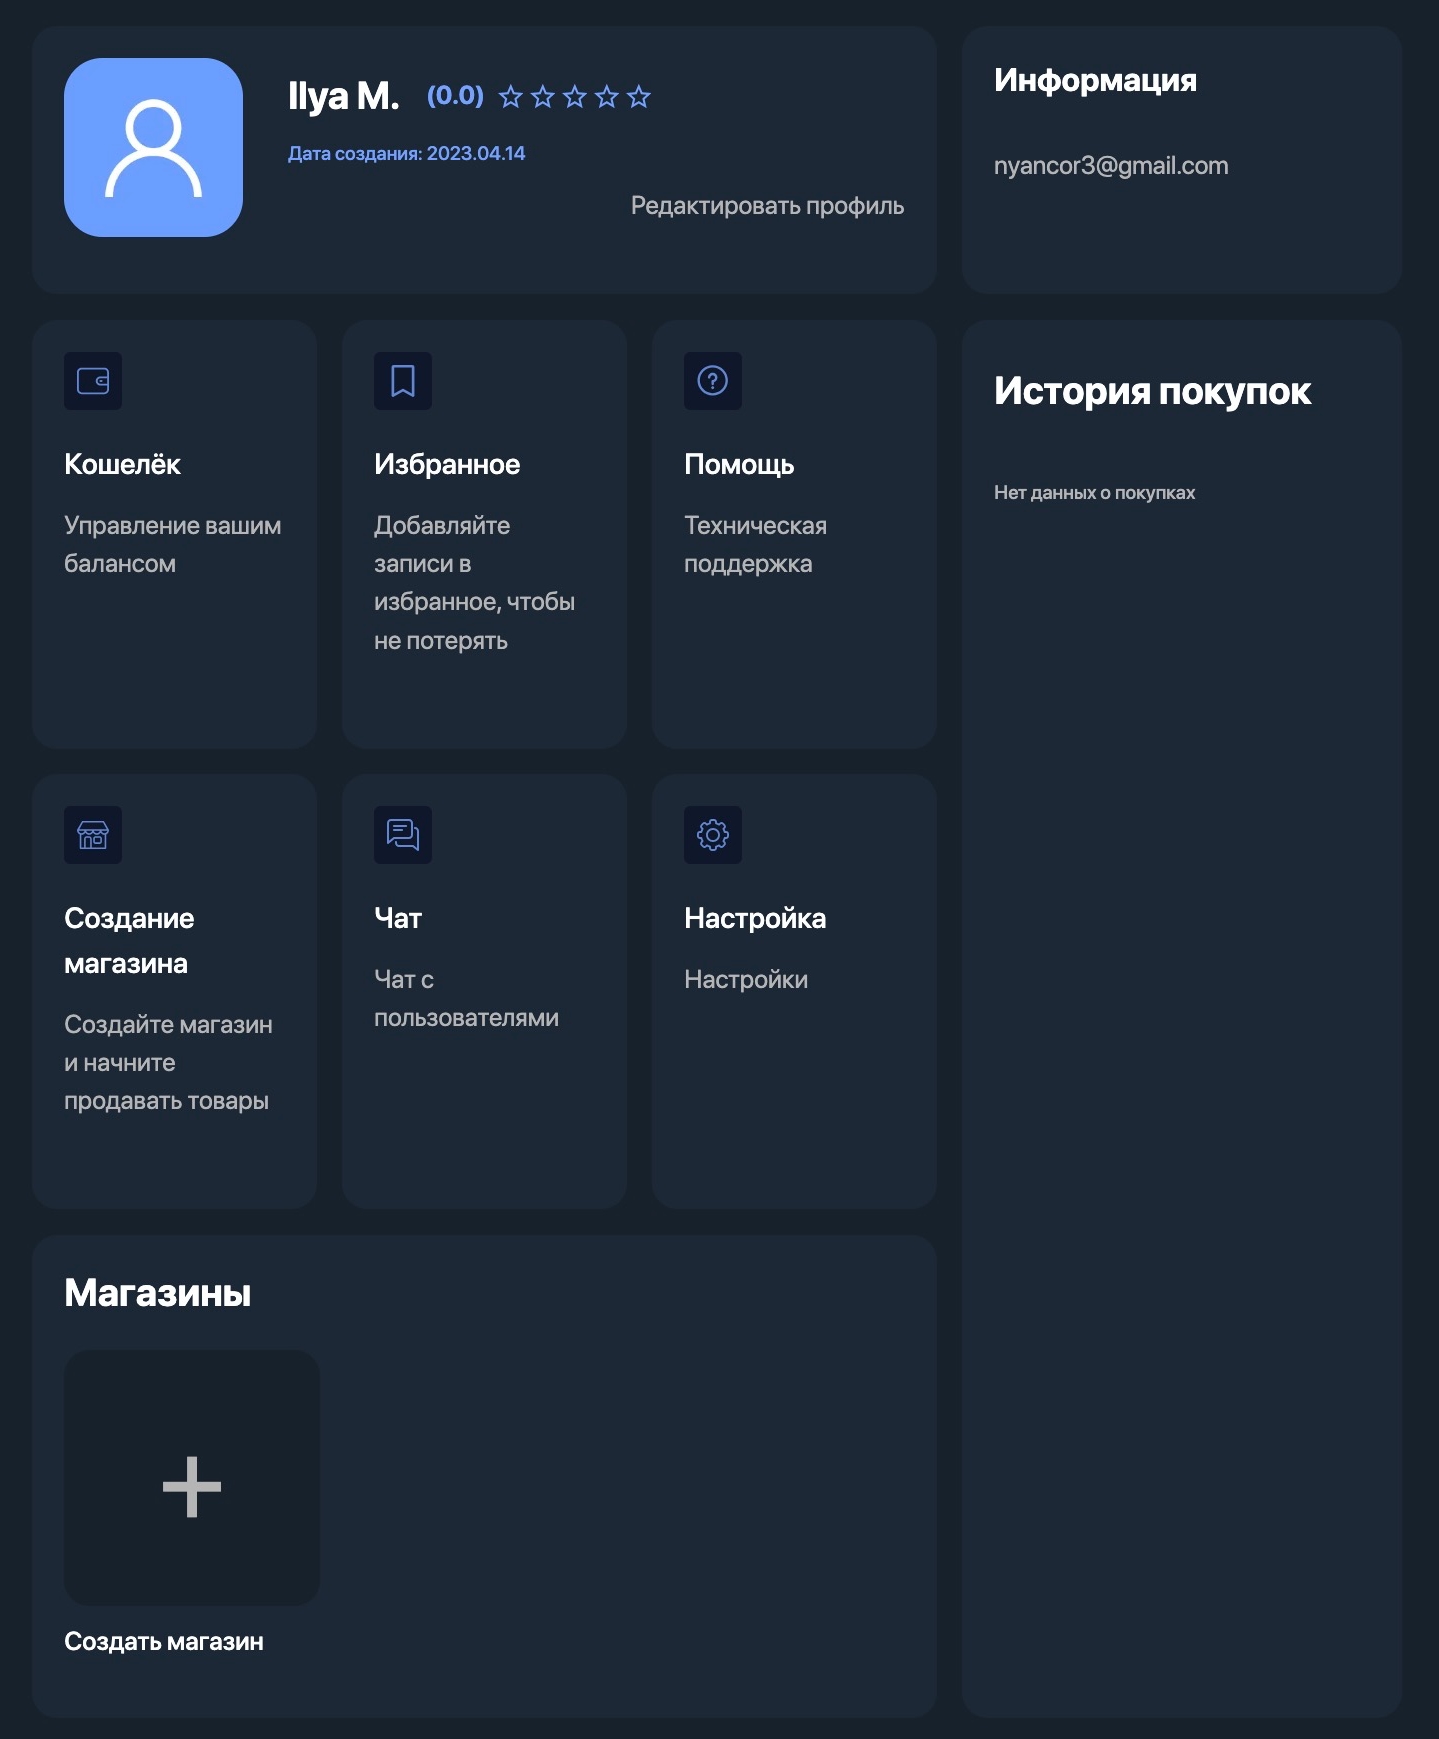 Ilya M. (0.0)
Дата создания: 2023.04.14
Редактировать профиль
Информация
nyancor3@gmail.com
Кошелёк
Управление вашим
балансом
Избранное
Добавляйте
записи в
избранное, чтобы
не потерять
Помощь
Техническая
поддержка
История покупок
Нет данных о покупках
Создание
магазина
Создайте магазин
и начните
продавать товары
Чат
Чат с
пользователями
Настройка
Настройки
Магазины
Создать магазин